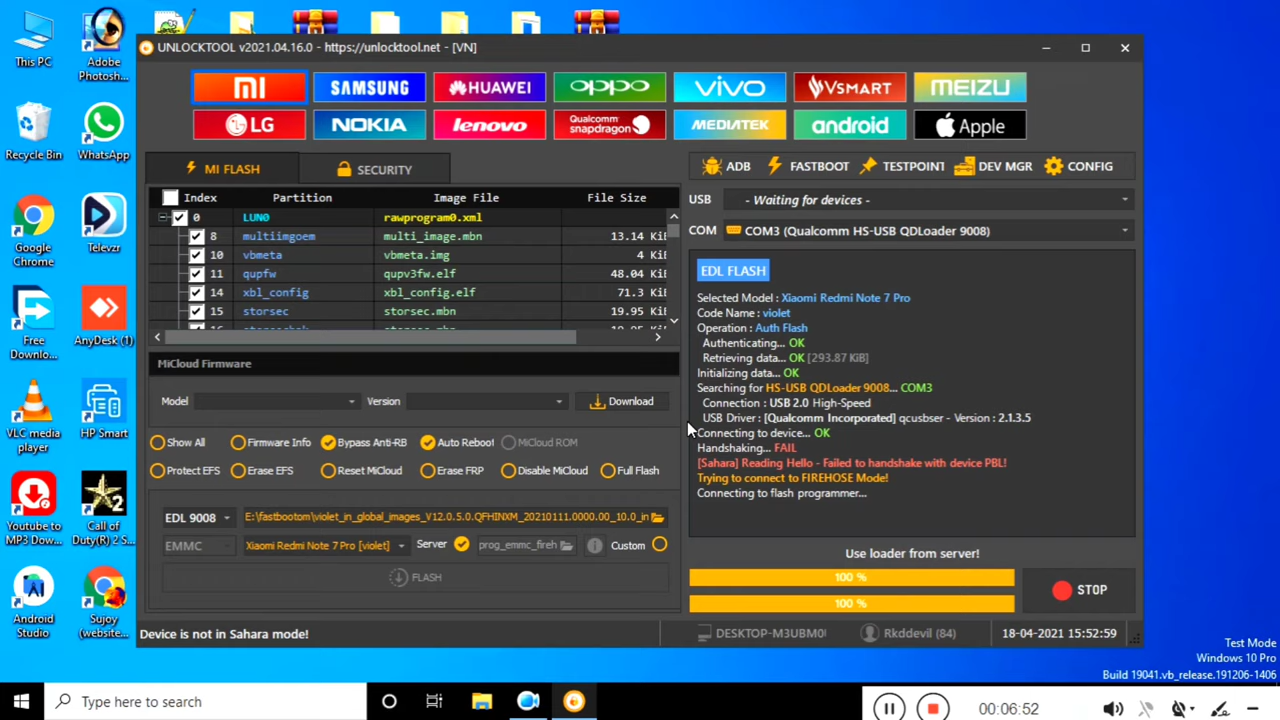 This PC
Adobe
Photosh...
Recycle Bin
WhatsApp
Google
Chrome
Televzr
Free
Downlo...
AnyDesk (1)
VLC media
player
HP Smart
Youtube to
MP3 Dow...
Call of
Duty(R) 2 S...
Android
Studio
Sujoy
(website...
UNLOCKTOOL v2021.04.16.0 - https://unlocktool.net - [VN]
MI
SAMSUNG
HUAWEI
oppo
vivo
VSMART
MEIZU
LG
NOKIA
lenovo
Qualcomm
snapdragon
MEDIATEK
android
Apple
MI FLASH
SECURITY
ADB
FASTBOOT
TESTPOINT
DEV MGR
CONFIG
Index Partition Image File File Size
0 LUN0 rawprogram0.xml
8 multiimgoem multi_image.mbn 13.14 KiB
10 vbmeta vbmeta.img 4 KiB
11 qupfw qupv3fw.elf 48.04 KiB
14 xbl_config xbl_config.elf 71.3 KiB
15 storsec storsec.mbn 19.95 KiB
MiCloud Firmware
Model
Version
Download
Show All
Firmware Info
Bypass Anti-RB
Auto Reboot
MiCloud ROM
Protect EFS
Erase EFS
Reset MiCloud
Erase FRP
Disable MiCloud
Full Flash
EDL 9008
E:\fastbootom\violet_in_global_images_V12.0.5.0.QFHINXM_20210111.0000.00_10.0_in
EMMC
Xiaomi Redmi Note 7 Pro [violet]
Server
prog_emmc_fireh
Custom
FLASH
USB
- Waiting for devices -
COM
COM3 (Qualcomm HS-USB QDLoader 9008)
EDL FLASH
Selected Model : Xiaomi Redmi Note 7 Pro
Code Name : violet
Operation : Auth Flash
Authenticating... OK
Retrieving data... OK [293.87 KiB]
Initializing data... OK
Searching for HS-USB QDLoader 9008... COM3
Connection : USB 2.0 High-Speed
USB Driver : [Qualcomm Incorporated] qcusbser - Version : 2.1.3.5
Connecting to device... OK
Handshaking... FAIL
[Sahara] Reading Hello - Failed to handshake with device PBL!
Trying to connect to FIREHOSE Mode!
Connecting to flash programmer...
Use loader from server!
100 %
100 %
STOP
Device is not in Sahara mode!
DESKTOP-M3UBM0
Rkddevil (84)
18-04-2021 15:52:59
Test Mode
Windows 10 Pro
Build 19041.vb_release.191206-1406
Type here to search
00:06:52